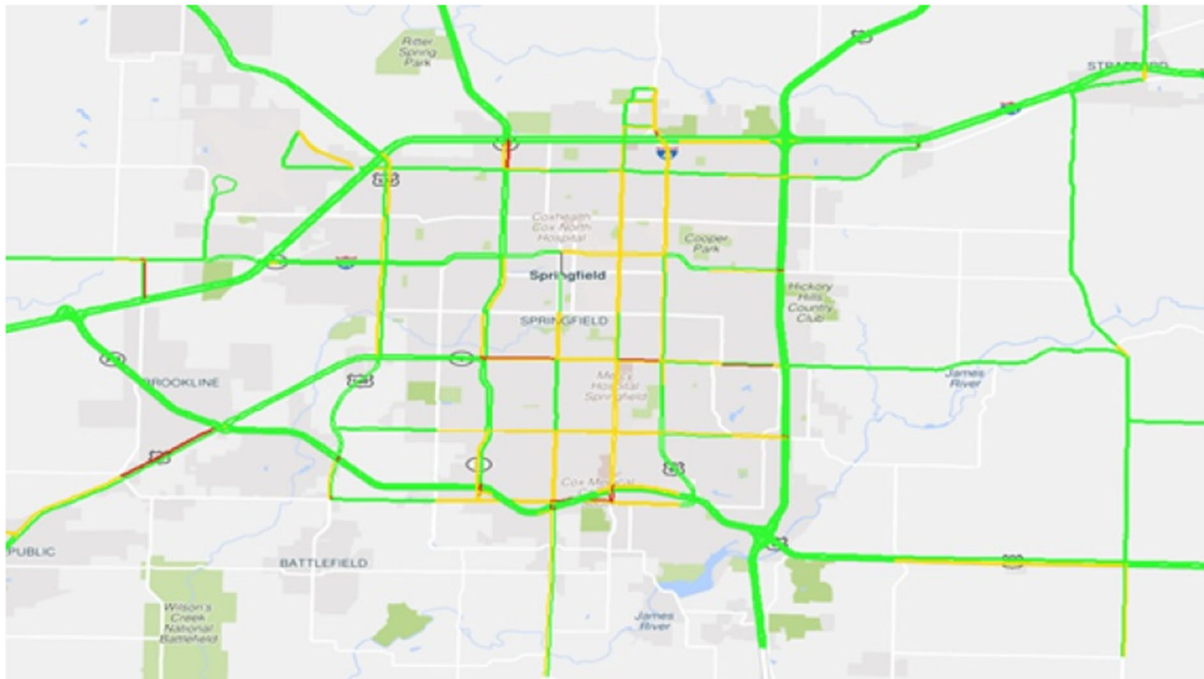 Ritter
Spring
Park
STRAFFORD
Coxhealth
Cox North
Hospital
Cooper
Park
Springfield
Hickory
Hills
Country
Club
SPRINGFIELD
BROOKLINE
Mercy
Hospital
Springfield
James
River
Cox Medical
PUBLIC
BATTLEFIELD
Wilson's
Creek
National
Battlefield
James
River